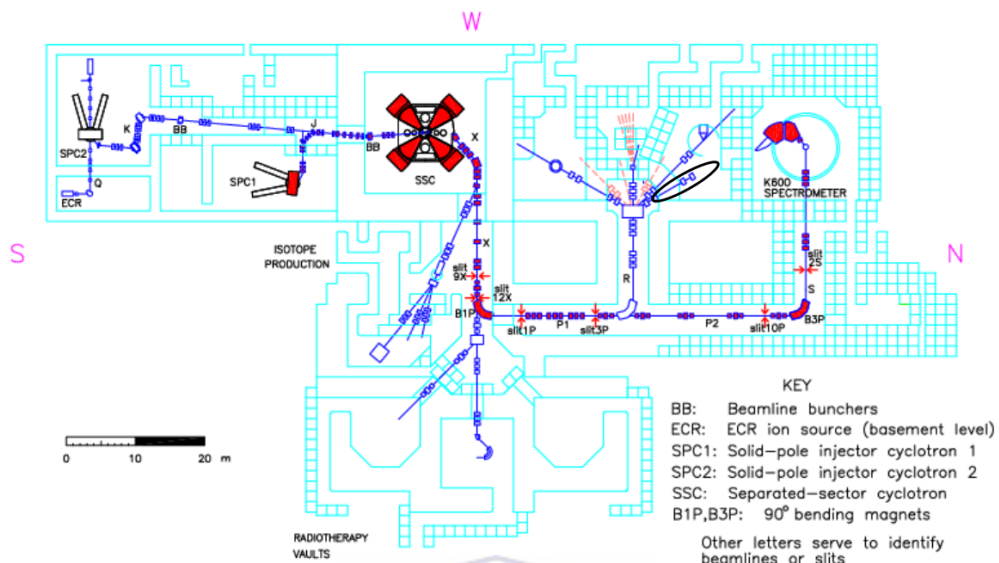 W
S
N
K
BB
J
BB
X
SPC2
SPC1
SSC
Q
ECR
K600
SPECTROMETER
ISOTOPE
PRODUCTION
X
slit
9X
slit
12X
B1P
R
slit
2S
S
slit1P
P1
slit3P
P2
slit10P
B3P
0 10 20 m
RADIOTHERAPY
VAULTS
KEY
BB: Beamline bunchers
ECR: ECR ion source (basement level)
SPC1: Solid-pole injector cyclotron 1
SPC2: Solid-pole injector cyclotron 2
SSC: Separated-sector cyclotron
B1P,B3P: 90° bending magnets
Other letters serve to identify
beamlines or slits